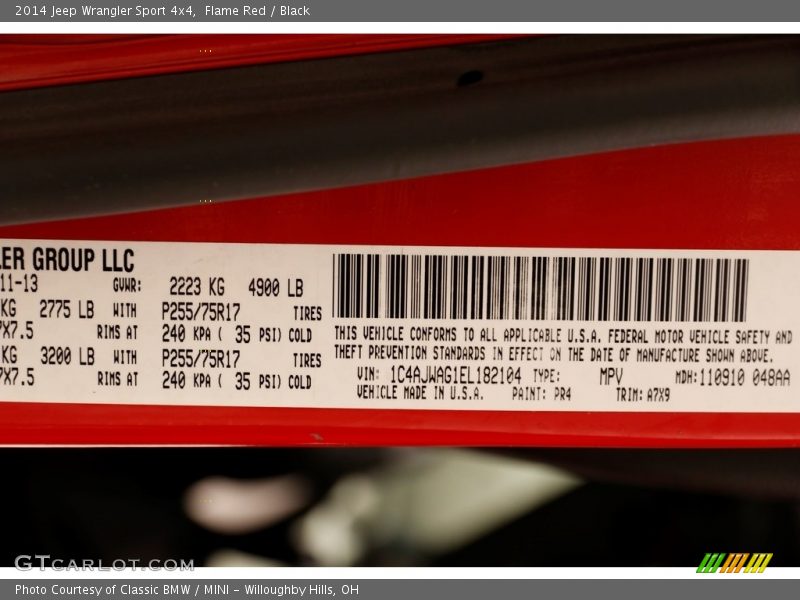 2014 Jeep Wrangler Sport 4x4, Flame Red / Black
GROUP LLC
11-13 GVWR: 2223 KG 4900 LB
KG 2775 LB WITH P255/75R17 TIRES
X7.5 RIMS AT 240 KPA ( 35 PSI) COLD
KG 3200 LB WITH P255/75R17 TIRES
X7.5 RIMS AT 240 KPA ( 35 PSI) COLD
THIS VEHICLE CONFORMS TO ALL APPLICABLE U.S.A. FEDERAL MOTOR VEHICLE SAFETY AND
THEFT PREVENTION STANDARDS IN EFFECT ON THE DATE OF MANUFACTURE SHOWN ABOVE.
VIN: 1C4AJWAG1EL182104 TYPE: MPV MDH:110910 048AA
VEHICLE MADE IN U.S.A. PAINT: PR4 TRIM: A7X9
GTCARLOT.COM
Photo Courtesy of Classic BMW / MINI - Willoughby Hills, OH